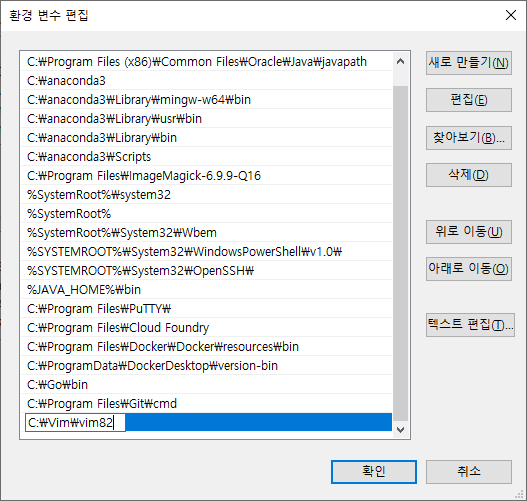 환경 변수 편집
C:₩Program Files (x86)₩Common Files₩Oracle₩Java₩javapath
C:₩anaconda3
C:₩anaconda3₩Library₩mingw-w64₩bin
C:₩anaconda3₩Library₩usr₩bin
C:₩anaconda3₩Library₩bin
C:₩anaconda3₩Scripts
C:₩Program Files₩ImageMagick-6.9.9-Q16
%SystemRoot%₩system32
%SystemRoot%
%SystemRoot%₩System32₩Wbem
%SYSTEMROOT%₩System32₩WindowsPowerShell₩v1.0₩
%SYSTEMROOT%₩System32₩OpenSSH₩
%JAVA_HOME%₩bin
C:₩Program Files₩PuTTY₩
C:₩Program Files₩Cloud Foundry
C:₩Program Files₩Docker₩Docker₩resources₩bin
C:₩ProgramData₩DockerDesktop₩version-bin
C:₩Go₩bin
C:₩Program Files₩Git₩cmd
C:₩Vim₩vim82
새로 만들기(N)
편집(E)
찾아보기(B)...
삭제(D)
위로 이동(U)
아래로 이동(O)
텍스트 편집(T)...
확인
취소